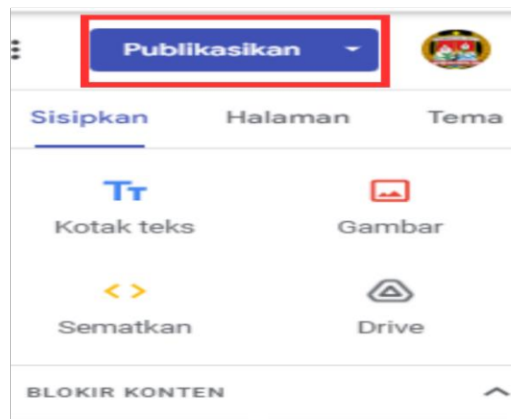 Publikasikan
Sisipkan Halaman Tema
Kotak teks Gambar
Sematkan Drive
BLOKIR KONTEN